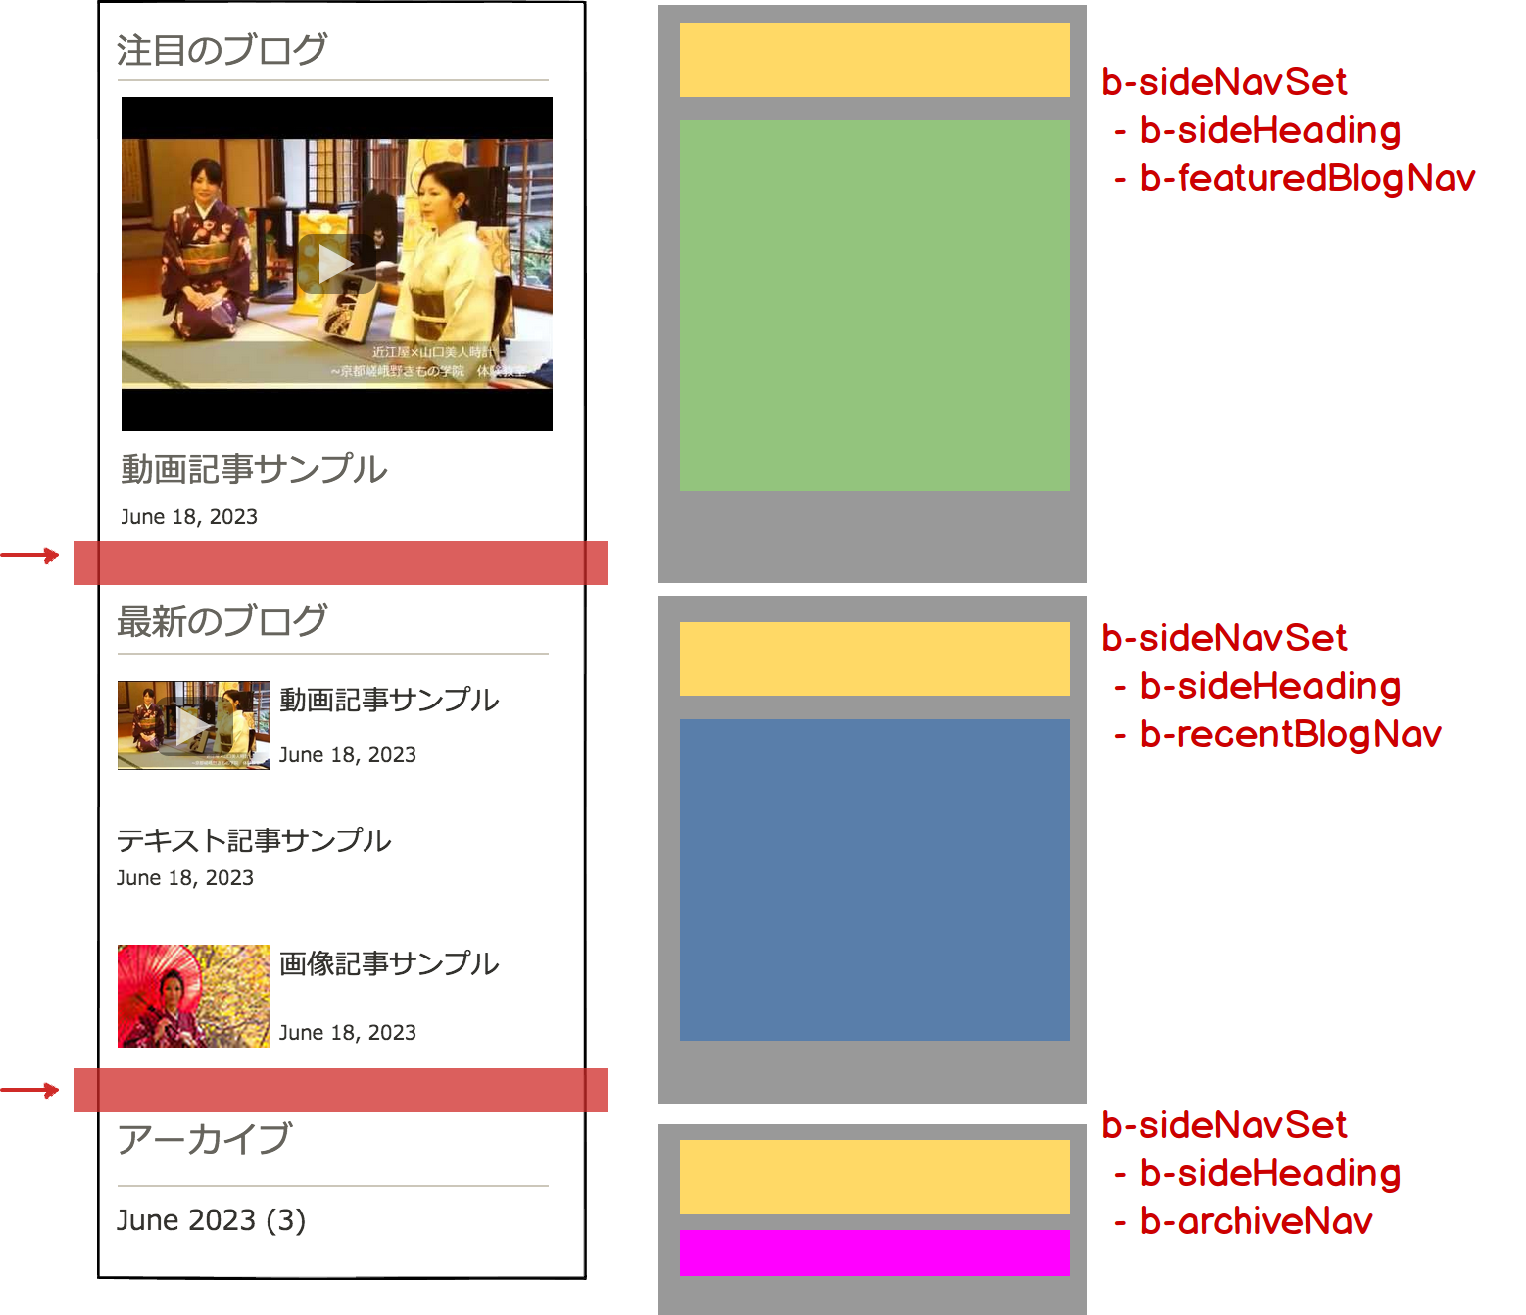 注目のブログ
近江屋×山口美人時計
~京都嵯峨野きもの学院 体験教室~
動画記事サンプル
June 18, 2023
最新のブログ
動画記事サンプル
June 18, 2023
テキスト記事サンプル
June 18, 2023
画像記事サンプル
June 18, 2023
アーカイブ
June 2023 (3)
b-sideNavSet
- b-sideHeading
- b-featuredBlogNav
b-sideNavSet
- b-sideHeading
- b-recentBlogNav
b-sideNavSet
- b-sideHeading
- b-archiveNav